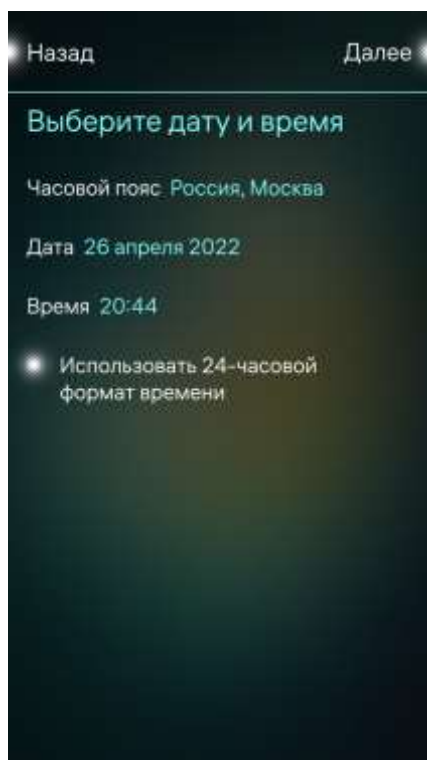 Назад Далее
Выберите дату и время
Часовой пояс Россия, Москва
Дата 26 апреля 2022
Время 20:44
Использовать 24-часовой
формат времени